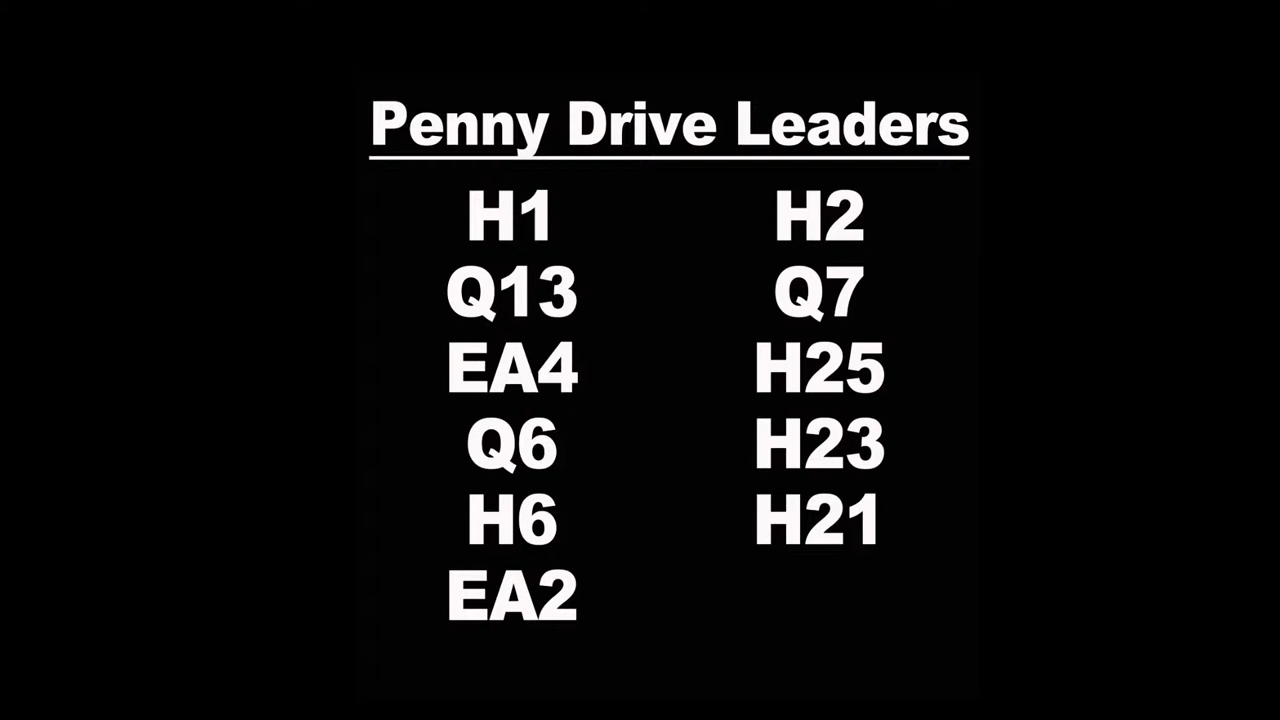 Penny Drive Leaders
H1 H2
Q13 Q7
EA4 H25
Q6 H23
H6 H21
EA2